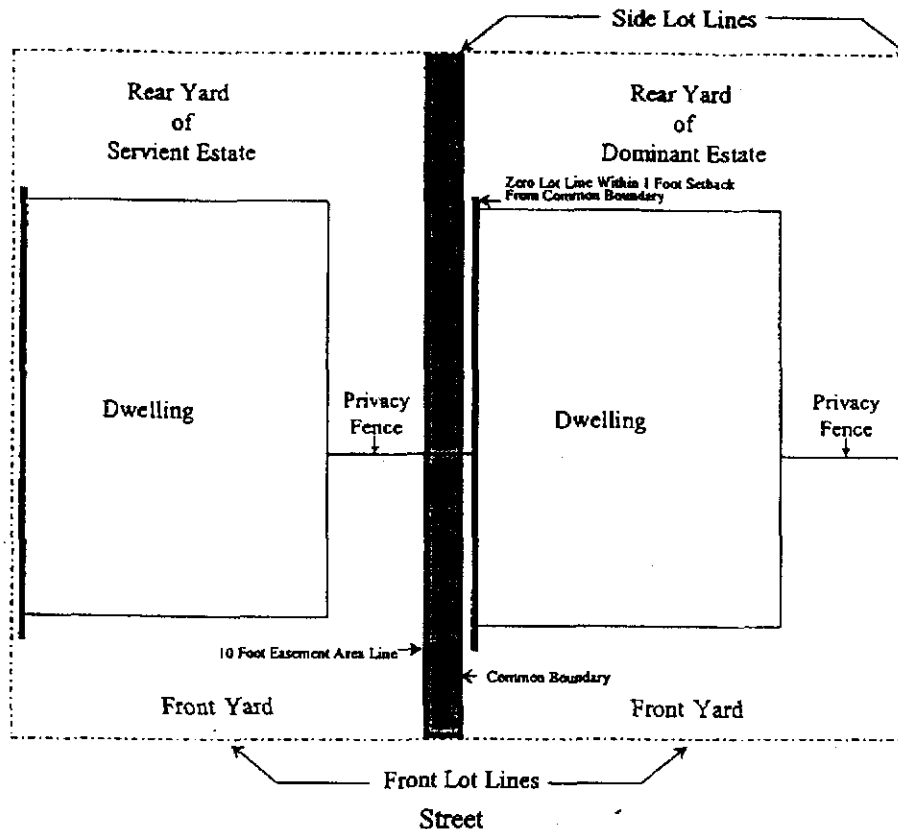 Side Lot Lines
Rear Yard
of
Servient Estate
Rear Yard
of
Dominant Estate
Zero Lot Line Within 1 Foot Setback
From Common Boundary
Dwelling
Privacy
Fence
Dwelling
Privacy
Fence
10 Foot Easement Area Line
Common Boundary
Front Yard
Front Yard
Front Lot Lines
Street